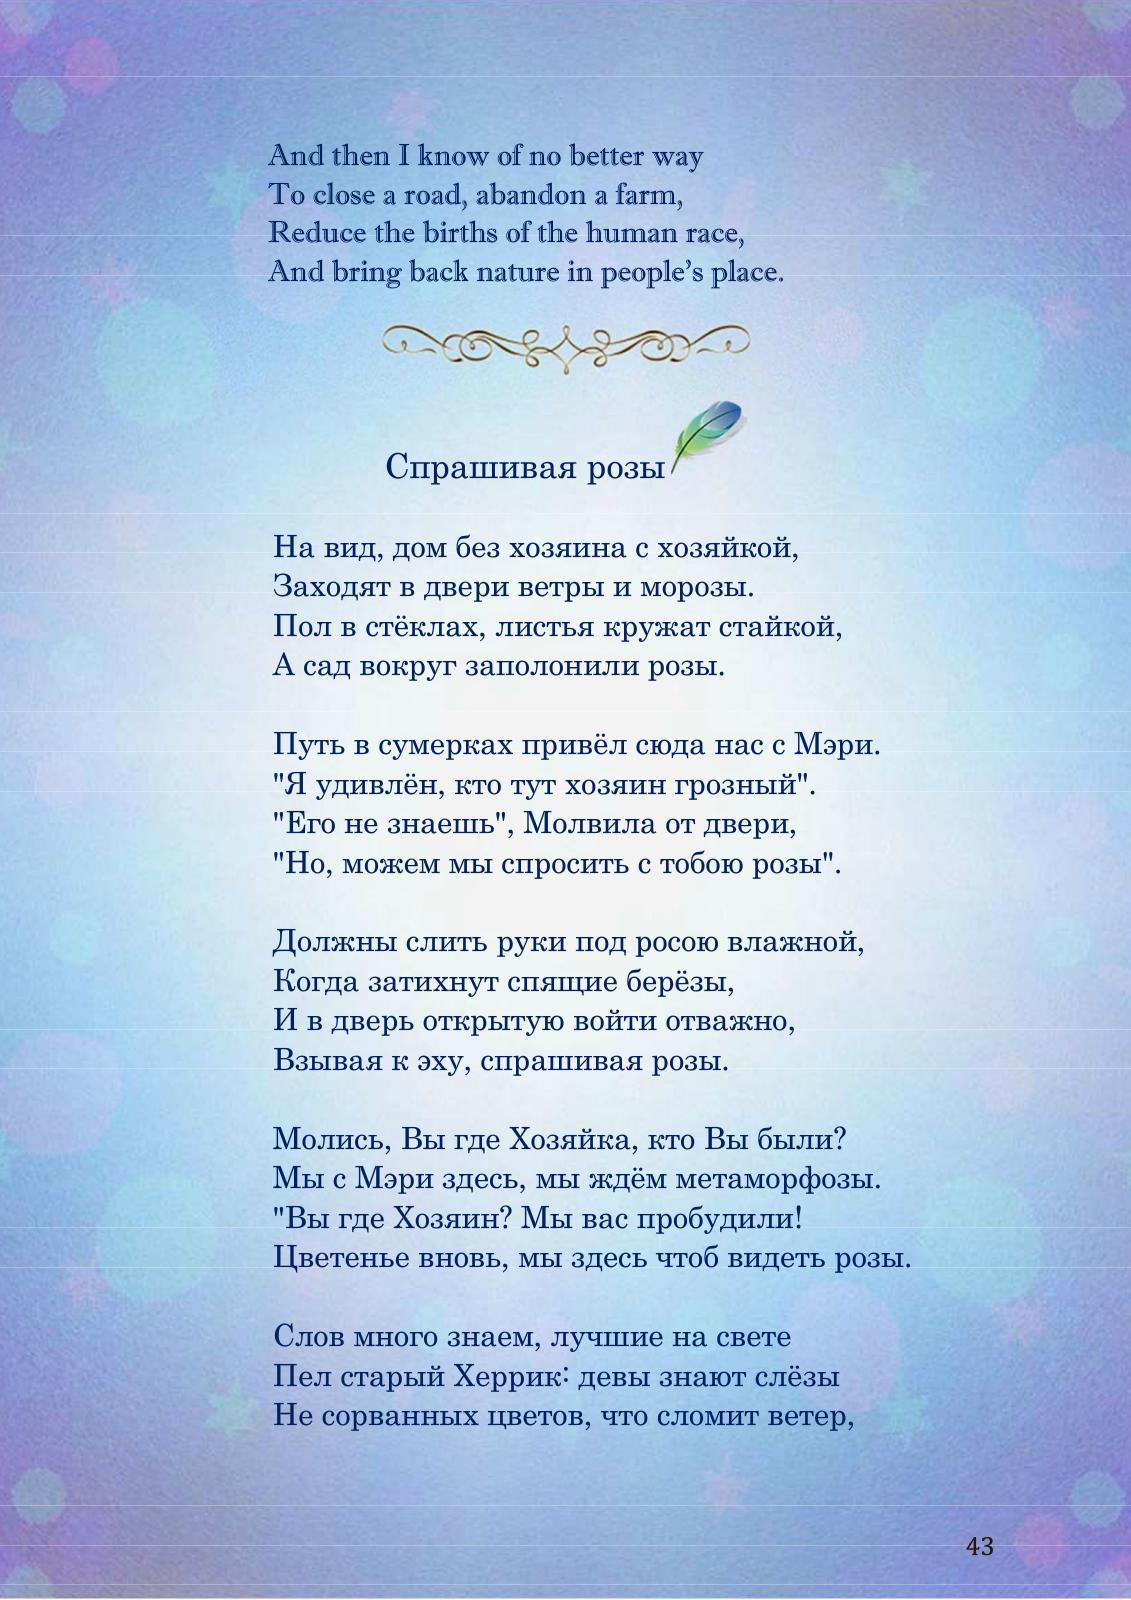 And then I know of no better way
To close a road, abandon a farm,
Reduce the births of the human race,
And bring back nature in people’s place.
Спрашивая розы
На вид, дом без хозяина с хозяйкой,
Заходят в двери ветры и морозы.
Пол в стёклах, листья кружат стайкой,
А сад вокруг заполонили розы.
Путь в сумерках привёл сюда нас с Мэри.
"Я удивлён, кто тут хозяин грозный".
"Его не знаешь", Молвила от двери,
"Но, можем мы спросить с тобою розы".
Должны слить руки под росою влажной,
Когда затихнут спящие берёзы,
И в дверь открытую войти отважно,
Взывая к эху, спрашивая розы.
Молись, Вы где Хозяйка, кто Вы были?
Мы с Мэри здесь, мы ждём метаморфозы.
"Вы где Хозяин? Мы вас пробудили!
Цветенье вновь, мы здесь чтоб видеть розы.
Слов много знаем, лучшие на свете
Пел старый Херрик: девы знают слёзы
Не сорванных цветов, что сломит ветер,
43